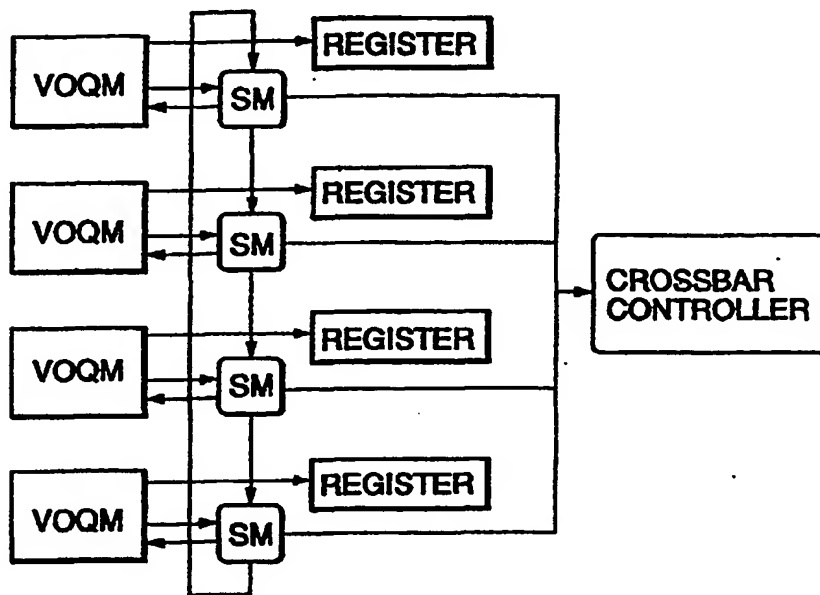 REGISTER
VOQM
SM
REGISTER
VOQM
SM
CROSSBAR
CONTROLLER
REGISTER
VOQM
SM
REGISTER
VOQM
SM